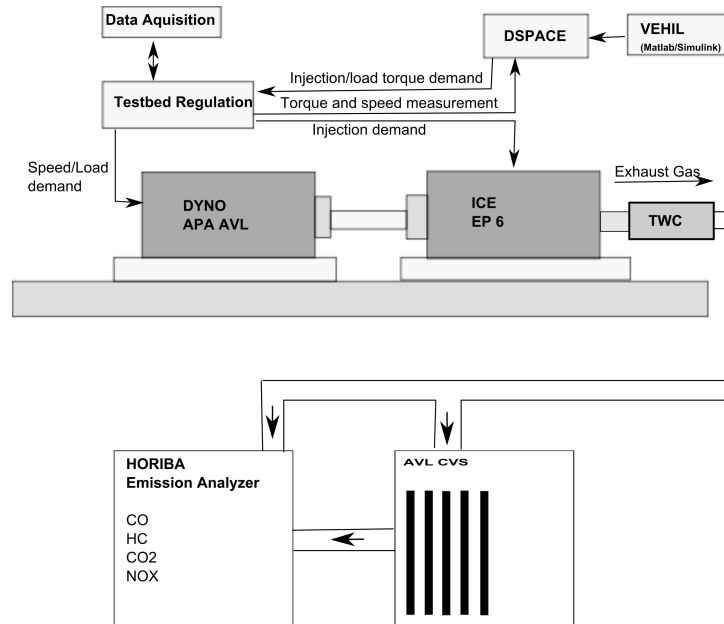 Data Aquisition
DSPACE
VEHIL
(Matlab/Simulink)
Injection/load torque demand
Testbed Regulation
Torque and speed measurement
Injection demand
Speed/Load
demand
Exhaust Gas
DYNO
APA AVL
ICE
EP 6
TWC
HORIBA
Emission Analyzer
CO
HC
CO2
NOX
AVL CVS